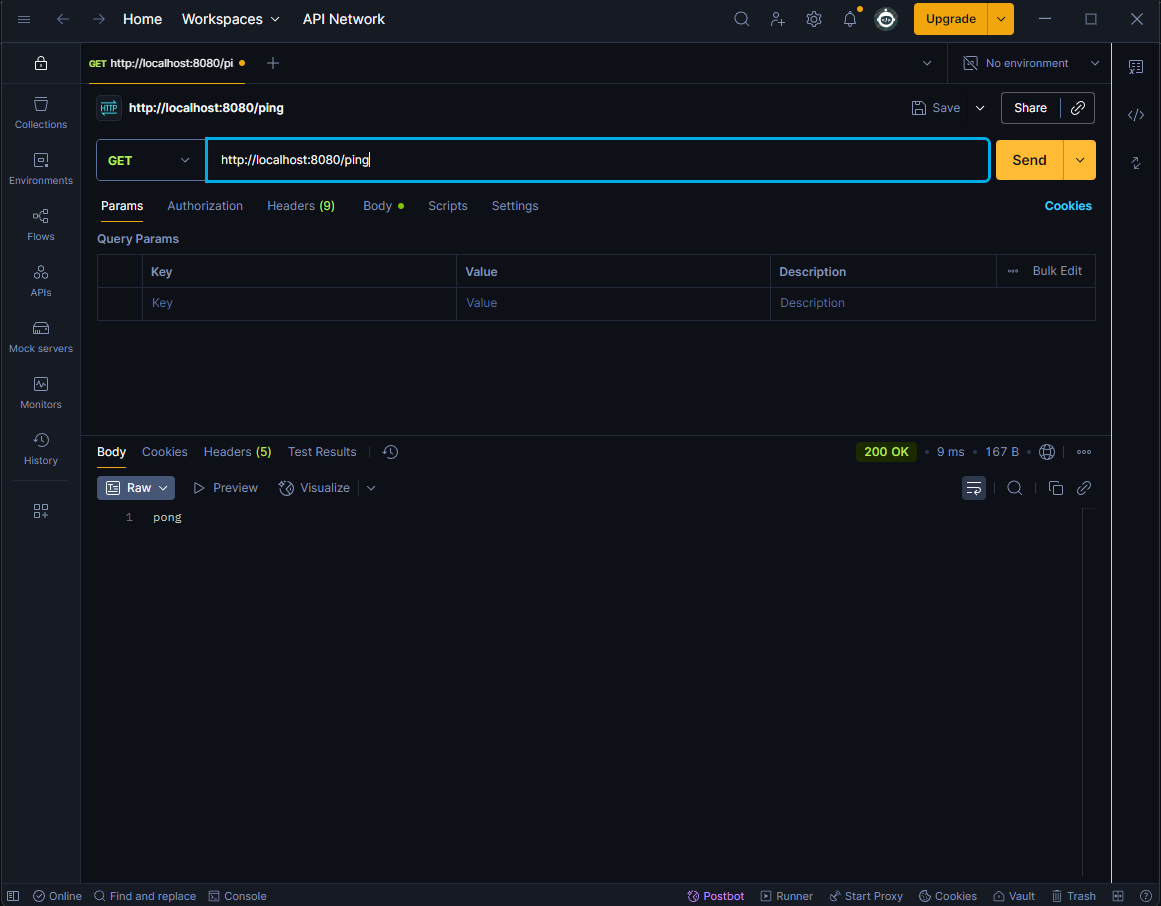 Home Workspaces API Network Upgrade
GET http://localhost:8080/pi No environment
HTTP http://localhost:8080/ping Save Share
GET http://localhost:8080/ping Send
Params Authorization Headers (9) Body Scripts Settings Cookies
Query Params
Key Value Description Bulk Edit
Key Value Description
Collections
Environments
Flows
APIs
Mock servers
Monitors
History
Body Cookies Headers (5) Test Results 200 OK 9 ms 167 B
Raw Preview Visualize
1 pong
Online Find and replace Console Postbot Runner Start Proxy Cookies Vault Trash